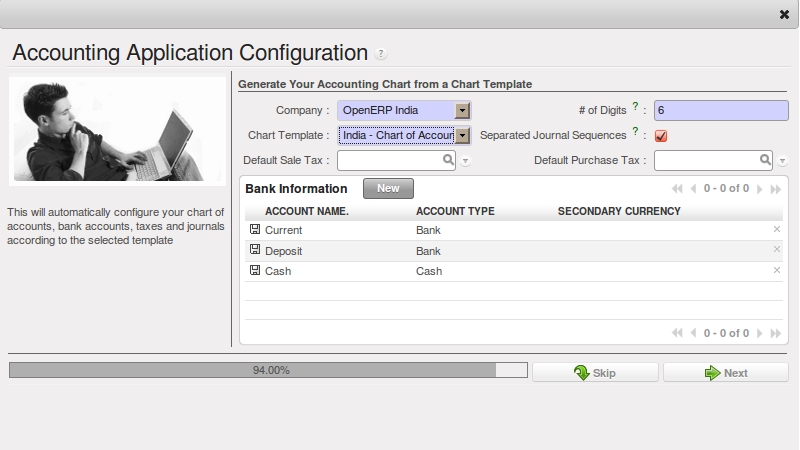 Accounting Application Configuration ?
Generate Your Accounting Chart from a Chart Template
Company : OpenERP India # of Digits ? : 6
Chart Template : India - Chart of Accoun Separated Journal Sequences ? :
Default Sale Tax : Default Purchase Tax :
Bank Information New 0 - 0 of 0
ACCOUNT NAME. ACCOUNT TYPE SECONDARY CURRENCY
Current Bank
Deposit Bank
Cash Cash
0 - 0 of 0
This will automatically configure your chart of
accounts, bank accounts, taxes and journals
according to the selected template
94.00% Skip Next